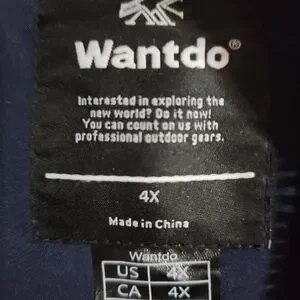 Wantdo®
Interested in exploring the
new world? Do it now!
You can count on us with
professional outdoor gears.
4X
Made in China
Wantdo
US 4X
CA 4X